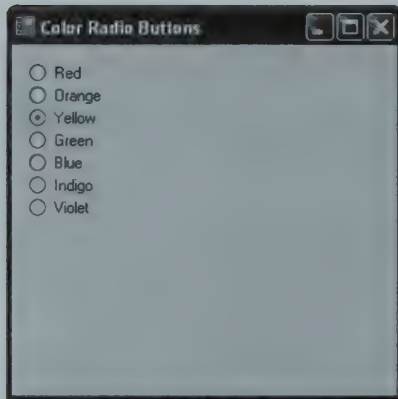 Color Radio Buttons
Red
Orange
Yellow
Green
Blue
Indigo
Violet